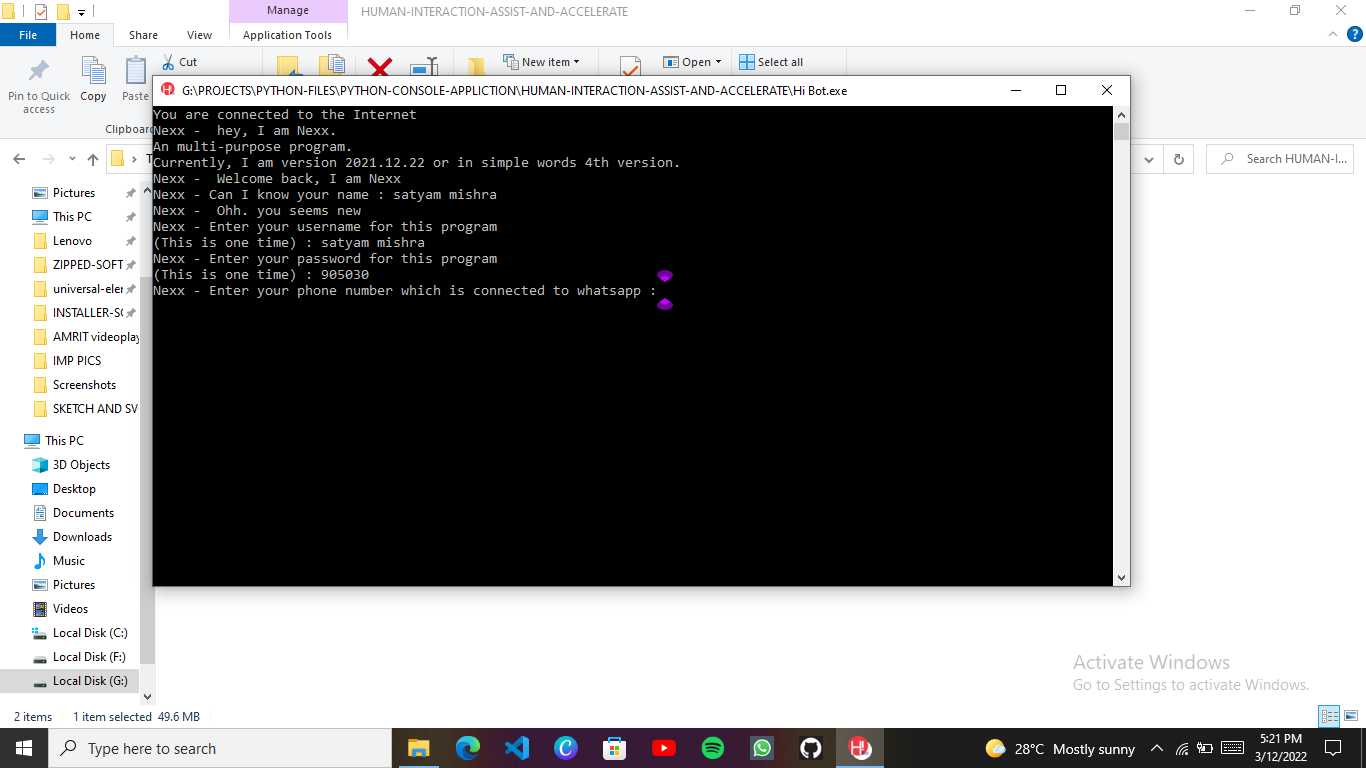 Manage
HUMAN-INTERACTION-ASSIST-AND-ACCELERATE
File
Home
Share
View
Application Tools
Pin to Quick
access
Copy
Paste
Cut
New item
Open
Select all
Clipboard
G:\PROJECTS\PYTHON-FILES\PYTHON-CONSOLE-APPLICTION\HUMAN-INTERACTION-ASSIST-AND-ACCELERATE\Hi Bot.exe
You are connected to the Internet
Nexx -  hey, I am Nexx.
An multi-purpose program.
Currently, I am version 2021.12.22 or in simple words 4th version.
Nexx -  Welcome back, I am Nexx
Nexx - Can I know your name : satyam mishra
Nexx -  Ohh. you seems new
Nexx - Enter your username for this program
(This is one time) : satyam mishra
Nexx - Enter your password for this program
(This is one time) : 905030
Nexx - Enter your phone number which is connected to whatsapp :
Search HUMAN-I...
Pictures
This PC
Lenovo
ZIPPED-SOFT
universal-eler
INSTALLER-SO
AMRIT videoplay
IMP PICS
Screenshots
SKETCH AND SV
This PC
3D Objects
Desktop
Documents
Downloads
Music
Pictures
Videos
Local Disk (C:)
Local Disk (F:)
Local Disk (G:)
Activate Windows
Go to Settings to activate Windows.
2 items
1 item selected 49.6 MB
Type here to search
28°C Mostly sunny
5:21 PM
3/12/2022